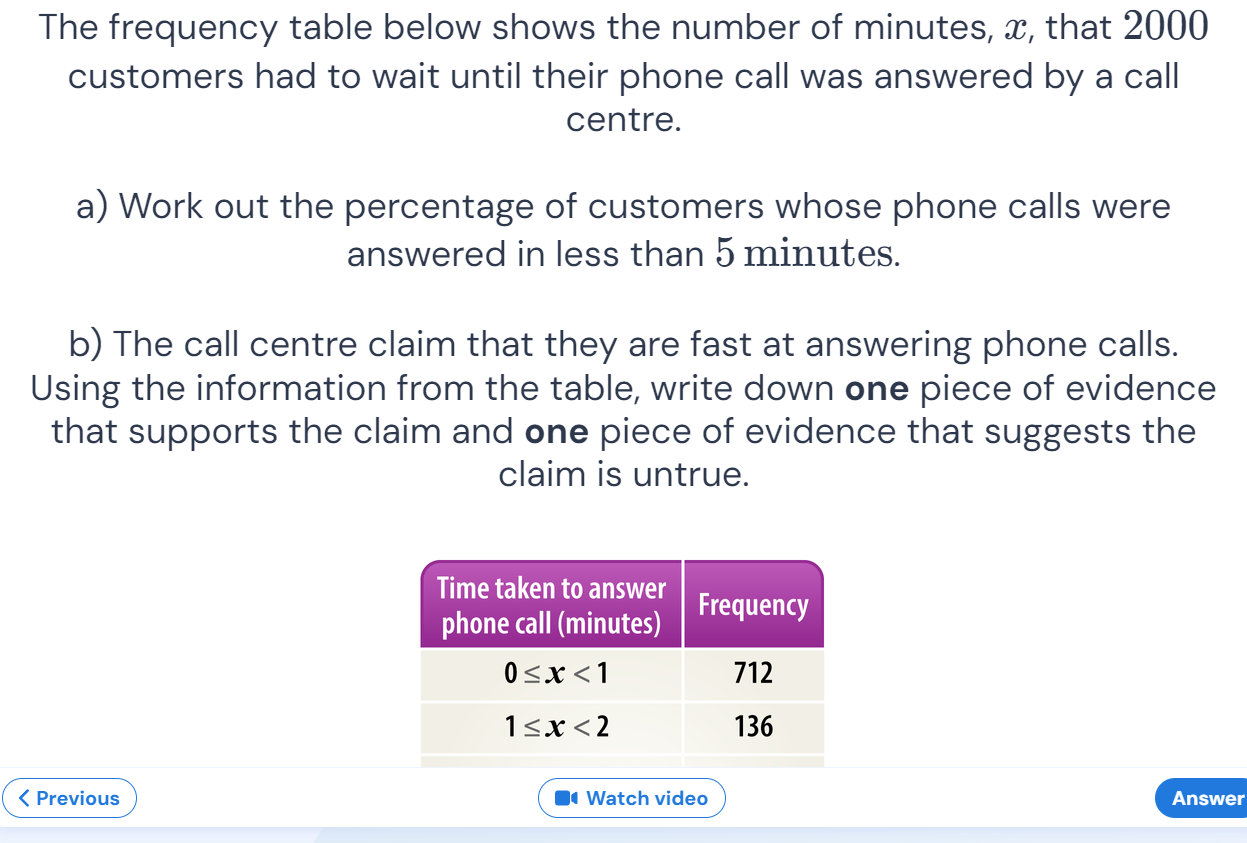 The frequency table below shows the number of minutes, x, that 2000
customers had to wait until their phone call was answered by a call
centre.
a) Work out the percentage of customers whose phone calls were
answered in less than 5 minutes.
b) The call centre claim that they are fast at answering phone calls.
Using the information from the table, write down one piece of evidence
that supports the claim and one piece of evidence that suggests the
claim is untrue.
Time taken to answer
phone call (minutes)
Frequency
0 ≤ x < 1 712
1 ≤ x < 2 136
Previous
Watch video
Answer